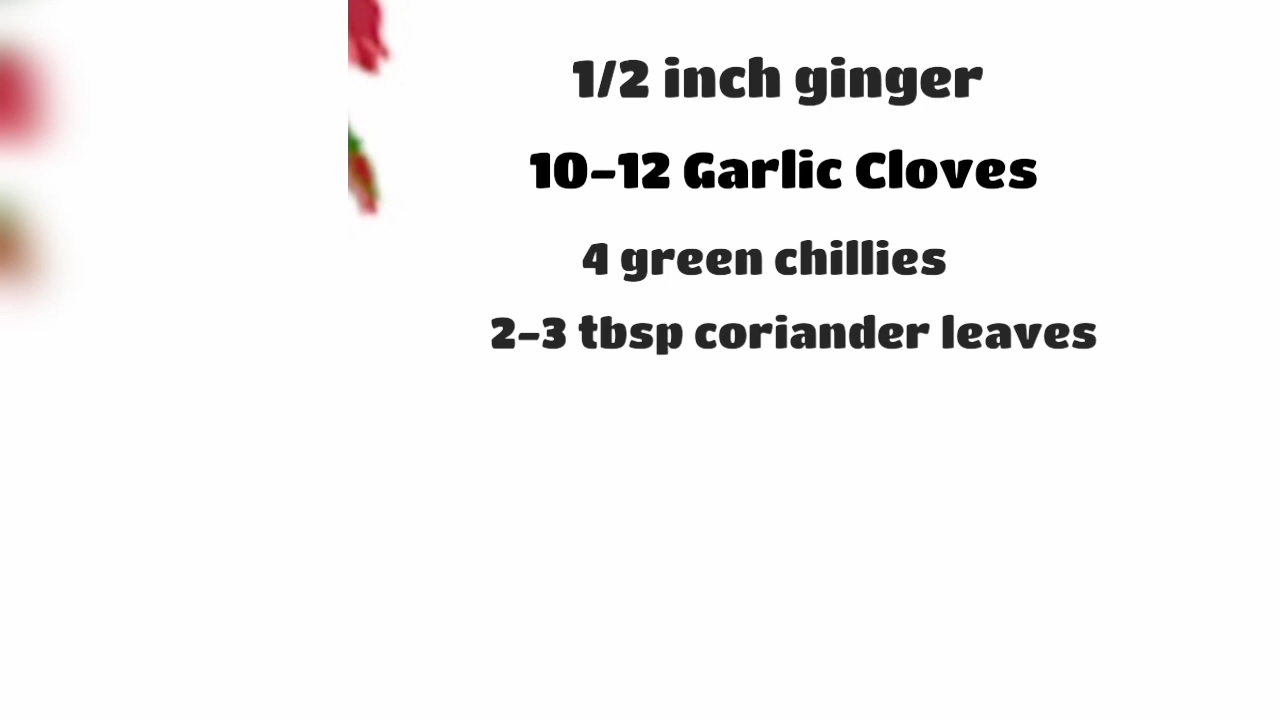 1/2 inch ginger
10-12 Garlic Cloves
4 green chillies
2-3 tbsp coriander leaves